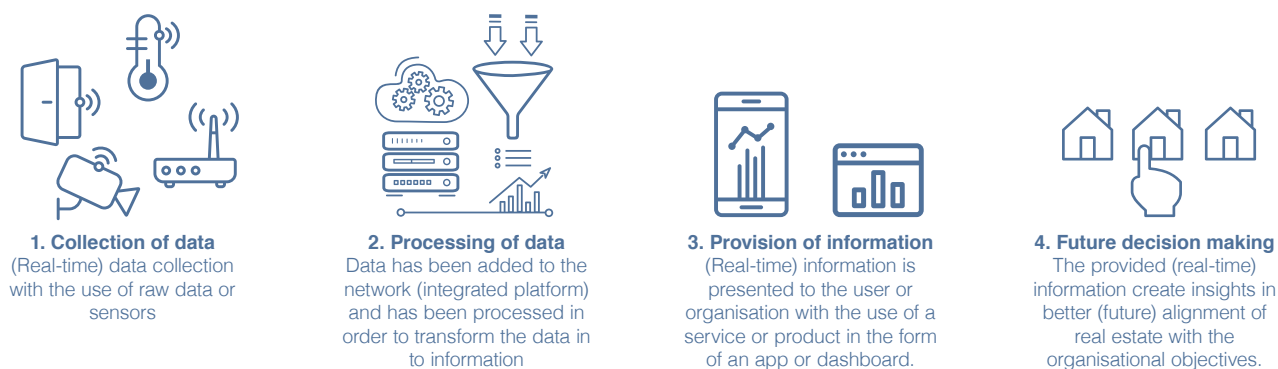 1. Collection of data
(Real-time) data collection
with the use of raw data or
sensors
2. Processing of data
Data has been added to the
network (integrated platform)
and has been processed in
order to transform the data in
to information
3. Provision of information
(Real-time) information is
presented to the user or
organisation with the use of a
service or product in the form
of an app or dashboard.
4. Future decision making
The provided (real-time)
information create insights in
better (future) alignment of
real estate with the
organisational objectives.